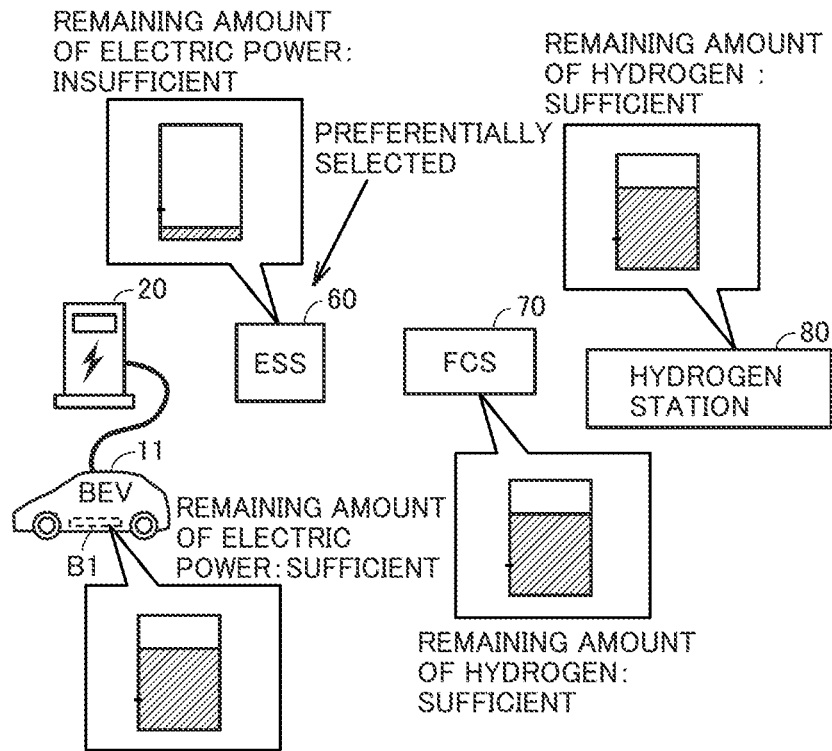 REMAINING AMOUNT
OF ELECTRIC POWER:
INSUFFICIENT
REMAINING AMOUNT
OF HYDROGEN :
SUFFICIENT
PREFERENTIALLY
SELECTED
20
60
70
80
ESS
FCS
HYDROGEN
STATION
11
BEV
B1
REMAINING AMOUNT
OF ELECTRIC
POWER: SUFFICIENT
REMAINING AMOUNT
OF HYDROGEN:
SUFFICIENT